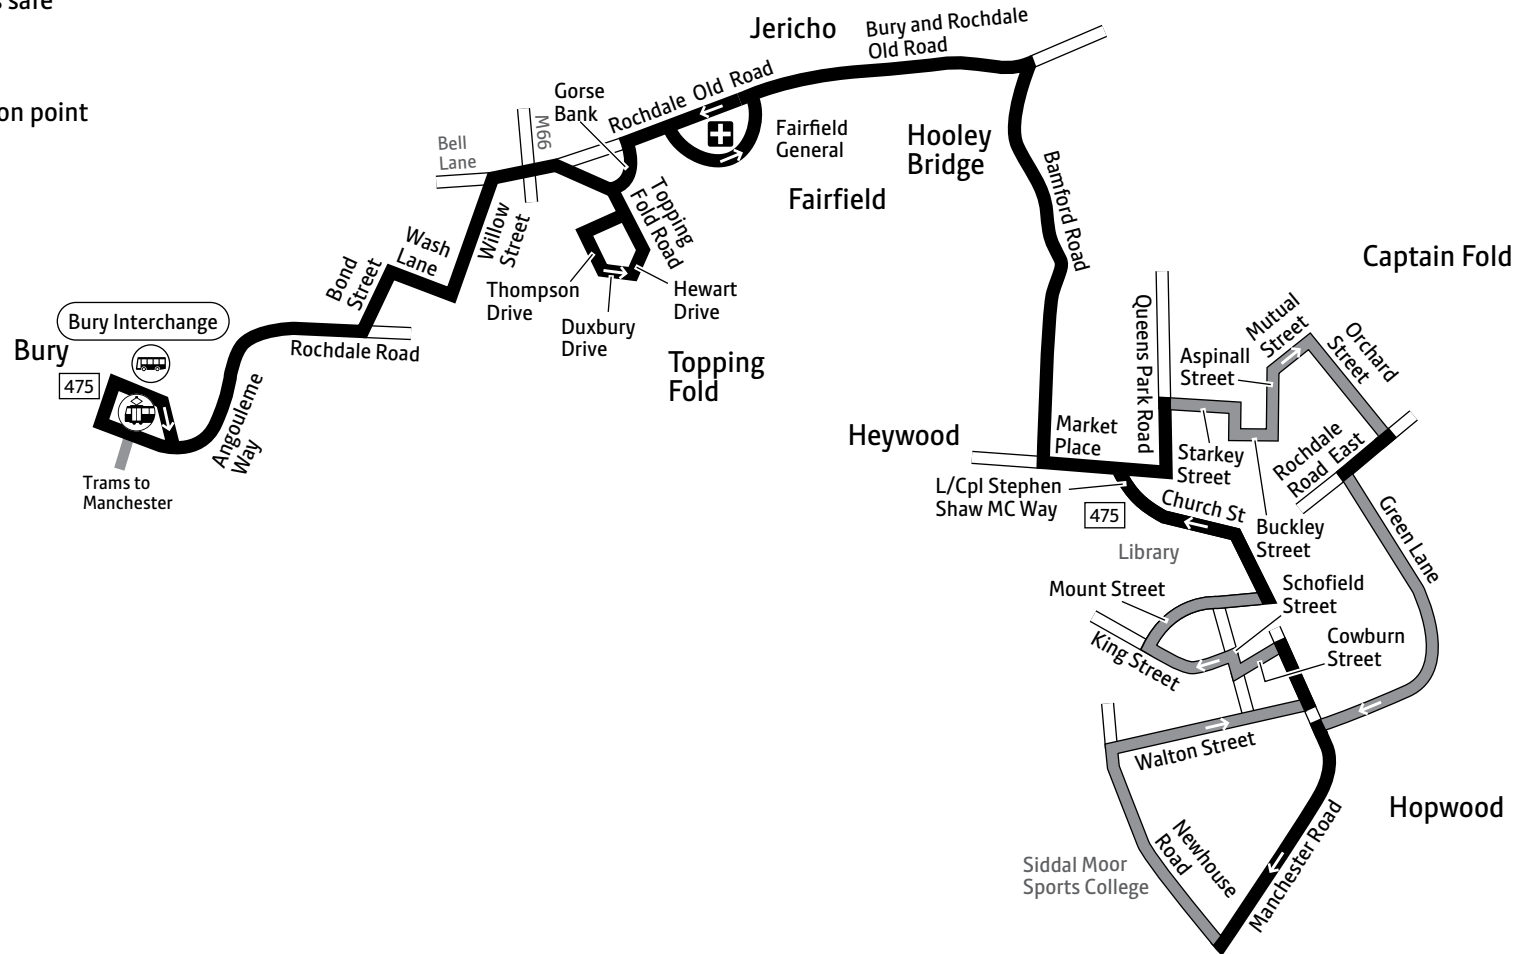 s safe
on point
Jericho
Bury and Rochdale
Old Road
Rochdale Old Road
Gorse
Bank
M66
Bell
Lane
Fairfield
General
Hooley
Bridge
Fairfield
Bamford Road
Topping
Fold Road
Willow
Street
Wash
Lane
Bond
Street
Thompson
Drive
Hewart
Drive
Duxbury
Drive
Topping
Fold
Bury Interchange
Bury
475
Rochdale Road
Angouleme
Way
Trams to
Manchester
Captain Fold
Queens Park Road
Mutual
Street
Orchard
Street
Aspinall
Street
Heywood
Market
Place
Starkey
Street
Rochdale
Road East
L/Cpl Stephen
Shaw MC Way
475
Church St
Buckley
Street
Green Lane
Library
Mount Street
Schofield
Street
King Street
Cowburn
Street
Walton Street
Hopwood
Newhouse
Road
Manchester Road
Siddal Moor
Sports College